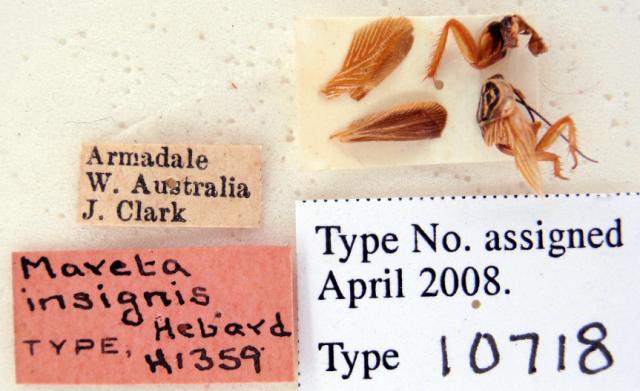 Armadale
W. Australia
J. Clark
Mareta
insignis
Hebard
TYPE, H1359
Type No. assigned
April 2008.
Type 10718